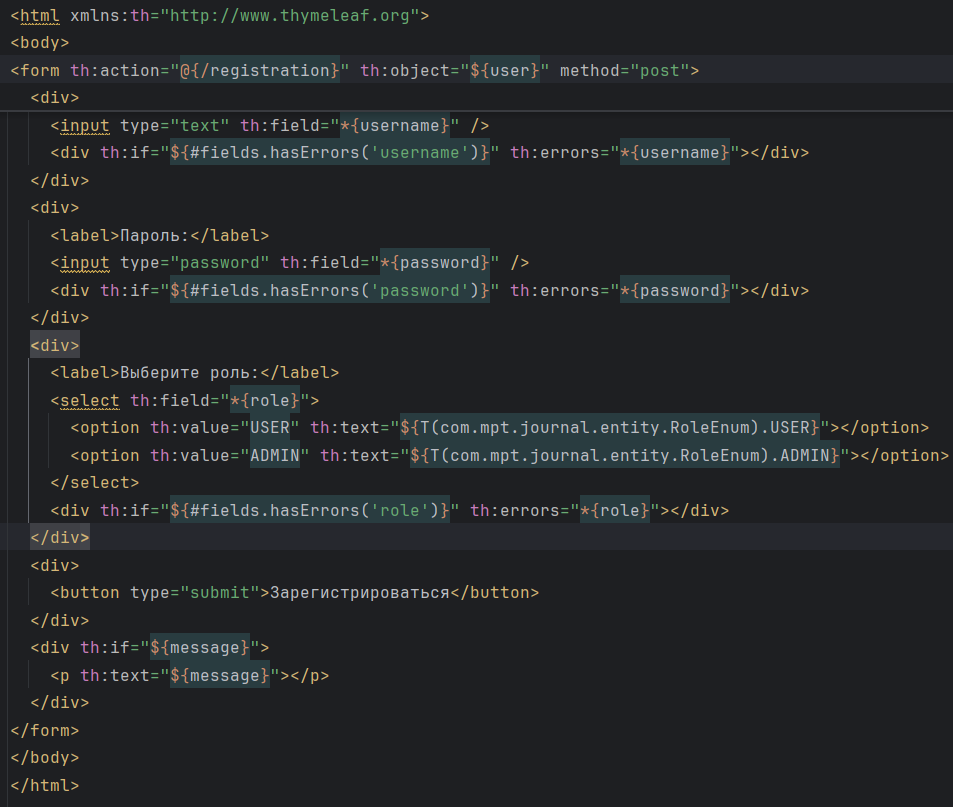 <html xmlns:th="http://www.thymeleaf.org">
<body>
<form th:action="@{/registration}" th:object="${user}" method="post">
<div>
<input type="text" th:field="*{username}" />
<div th:if="${#fields.hasErrors('username')}" th:errors="*{username}"></div>
</div>
<div>
<label>Пароль:</label>
<input type="password" th:field="*{password}" />
<div th:if="${#fields.hasErrors('password')}" th:errors="*{password}"></div>
</div>
<div>
<label>Выберите роль:</label>
<select th:field="*{role}">
<option th:value="USER" th:text="${T(com.mpt.journal.entity.RoleEnum).USER}"></option>
<option th:value="ADMIN" th:text="${T(com.mpt.journal.entity.RoleEnum).ADMIN}"></option>
</select>
<div th:if="${#fields.hasErrors('role')}" th:errors="*{role}"></div>
</div>
<div>
<button type="submit">Зарегистрироваться</button>
</div>
<div th:if="${message}">
<p th:text="${message}"></p>
</div>
</form>
</body>
</html>